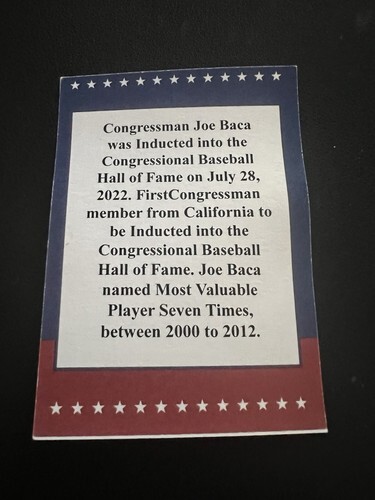 Congressman Joe Baca
was Inducted into the
Congressional Baseball
Hall of Fame on July 28,
2022. FirstCongressman
member from California to
be Inducted into the
Congressional Baseball
Hall of Fame. Joe Baca
named Most Valuable
Player Seven Times,
between 2000 to 2012.